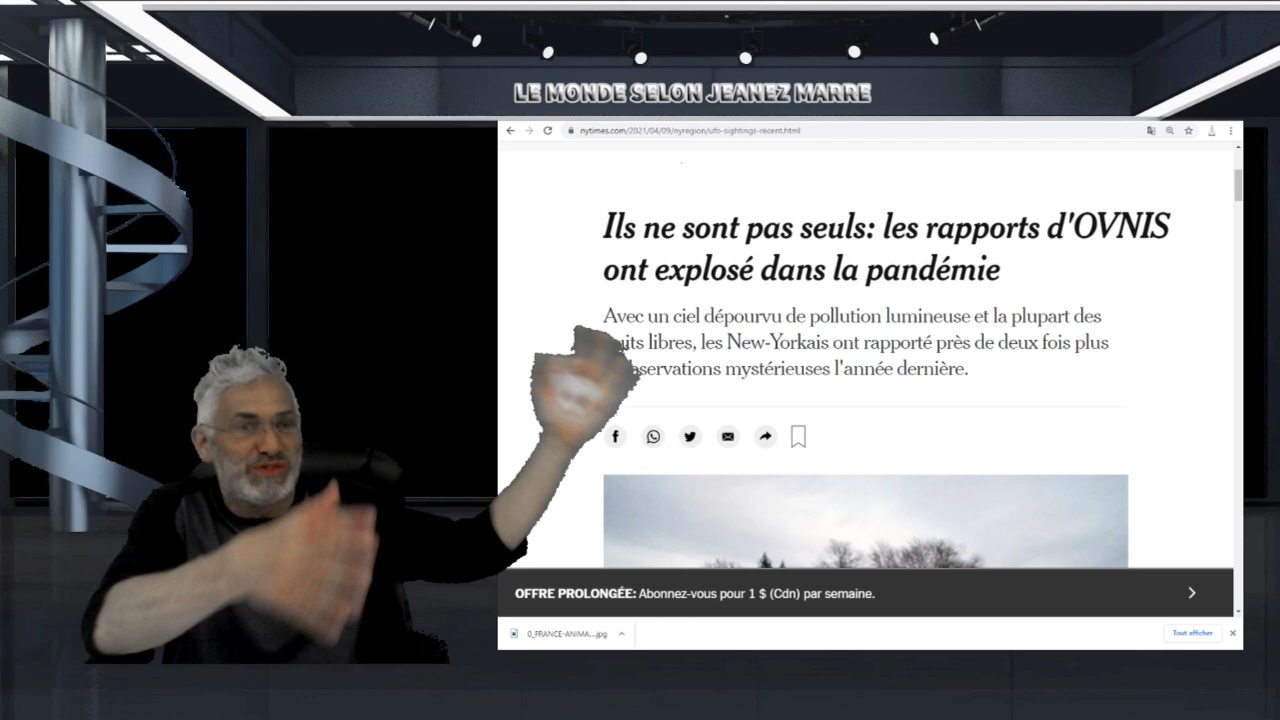 LE MONDE SELON JEANEZ MARRE
nytimes.com/2021/04/09/nyregion/ufo-sightings-recent.html
Ils ne sont pas seuls: les rapports d'OVNIS
ont explosé dans la pandémie
Avec un ciel dépourvu de pollution lumineuse et la plupart des
libres, les New-Yorkais ont rapporté près de deux fois plus
mystérieuses l'année dernière.
OFFRE PROLONGÉE: Abonnez-vous pour 1 $ (Cdn) par semaine.
0_FRANCE-ANIMA....jpg
Tout afficher